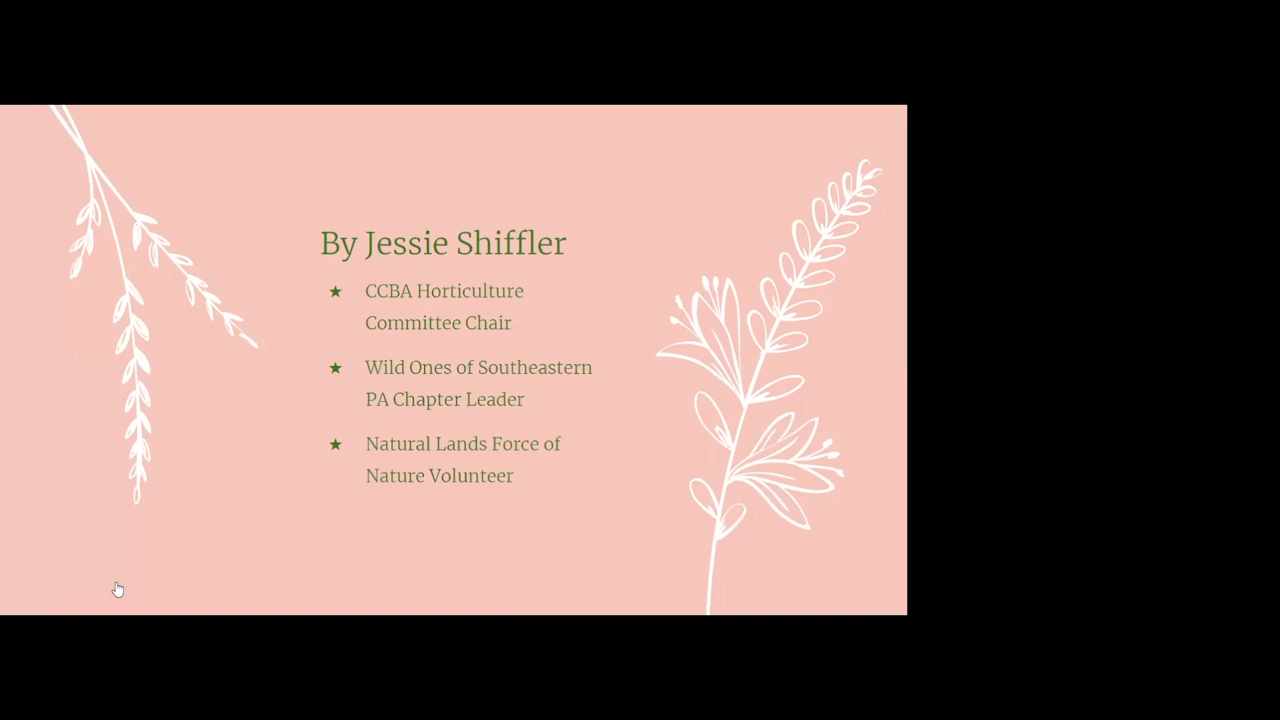 By Jessie Shiffler
★ CCBA Horticulture
Committee Chair
★ Wild Ones of Southeastern
PA Chapter Leader
★ Natural Lands Force of
Nature Volunteer